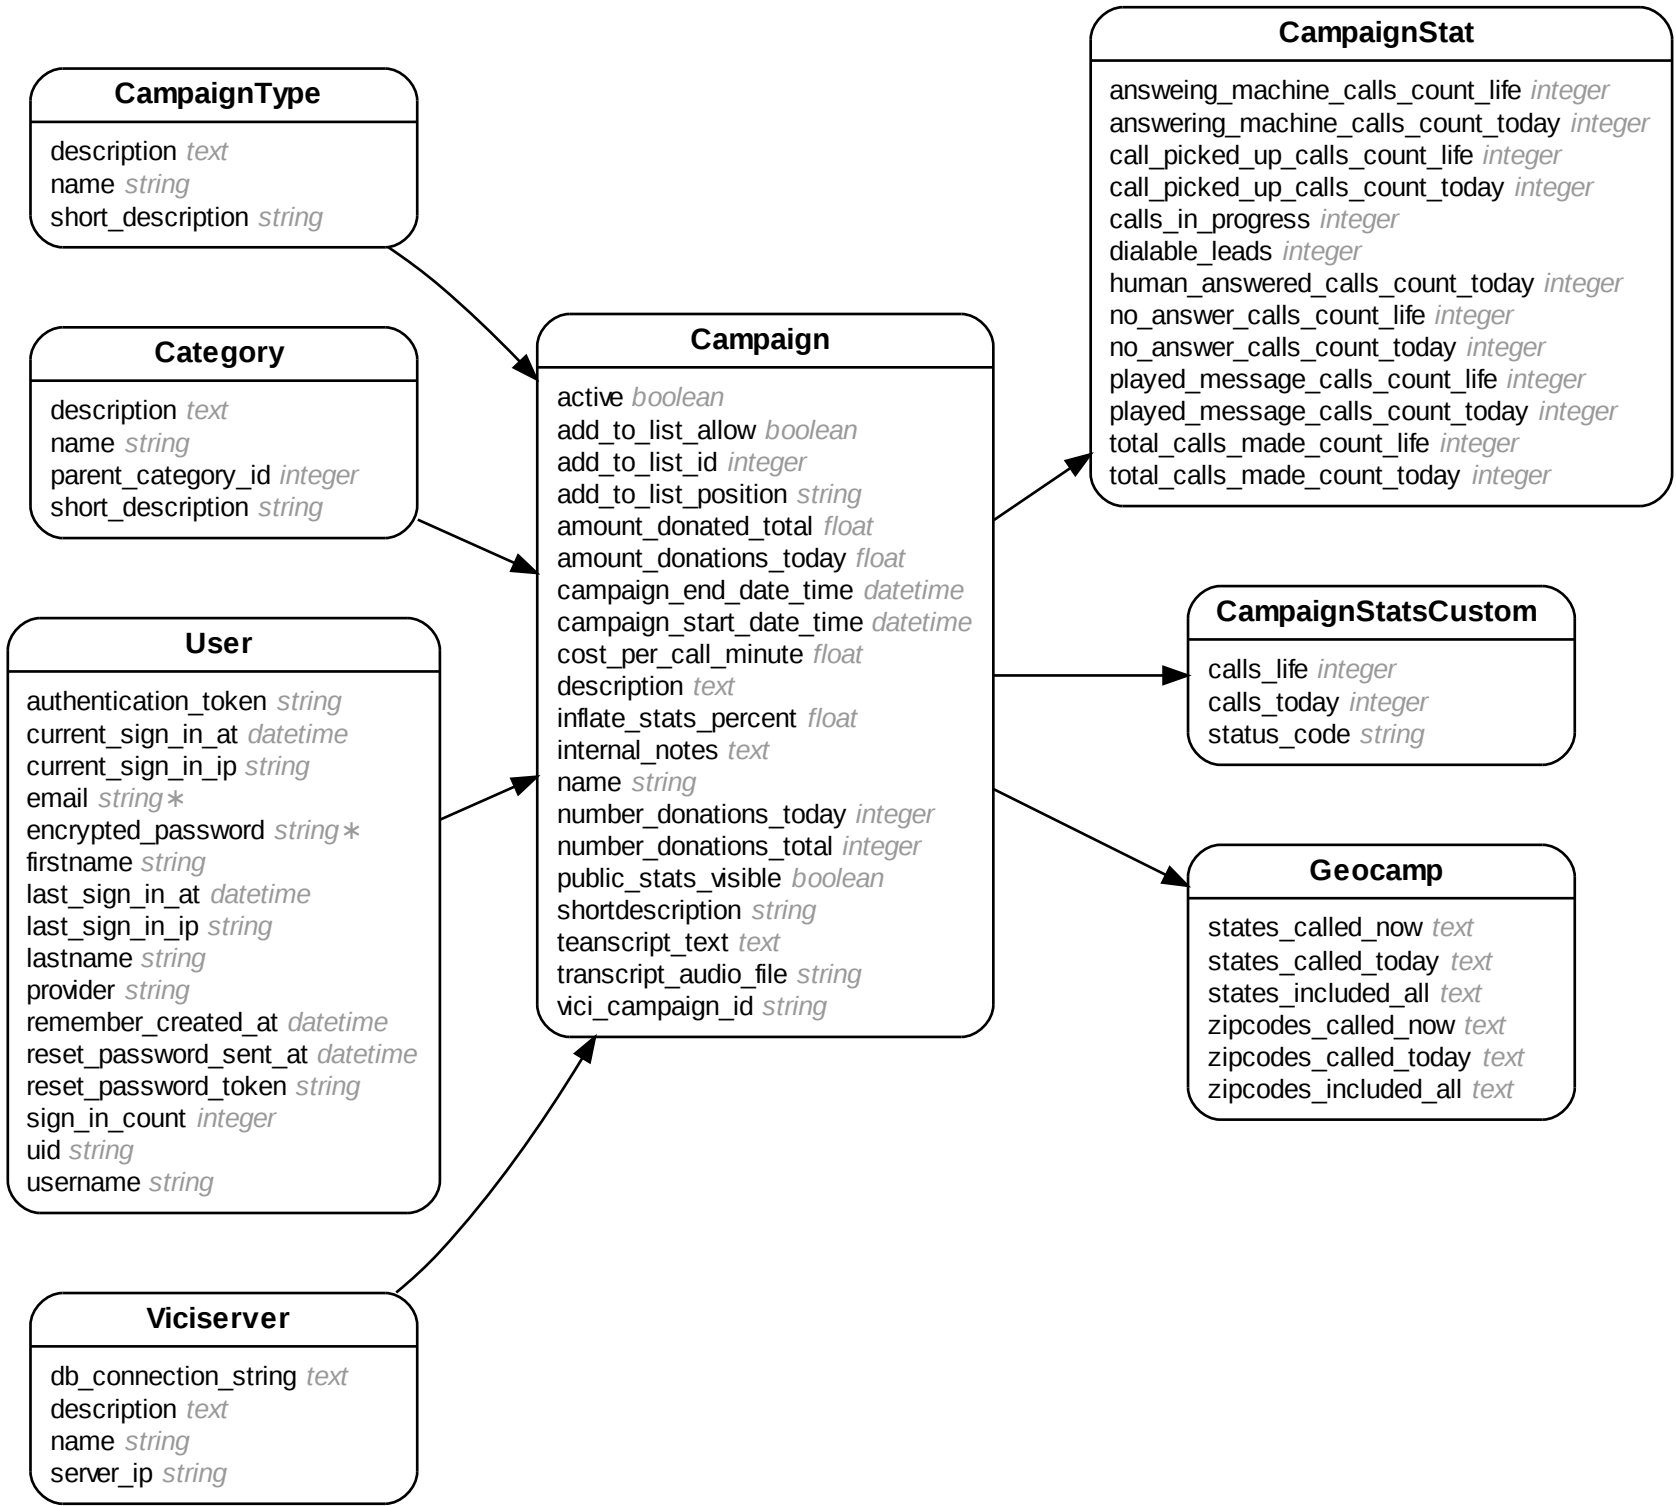 CampaignType
description text
name string
short_description string
Category
description text
name string
parent_category_id integer
short_description string
User
authentication_token string
current_sign_in_at datetime
current_sign_in_ip string
email string∗
encrypted_password string∗
firstname string
last_sign_in_at datetime
last_sign_in_ip string
lastname string
provider string
remember_created_at datetime
reset_password_sent_at datetime
reset_password_token string
sign_in_count integer
uid string
username string
Viciserver
db_connection_string text
description text
name string
server_ip string
Campaign
active boolean
add_to_list_allow boolean
add_to_list_id integer
add_to_list_position string
amount_donated_total float
amount_donations_today float
campaign_end_date_time datetime
campaign_start_date_time datetime
cost_per_call_minute float
description text
inflate_stats_percent float
internal_notes text
name string
number_donations_today integer
number_donations_total integer
public_stats_visible boolean
shortdescription string
teanscript_text text
transcript_audio_file string
vici_campaign_id string
CampaignStat
answeing_machine_calls_count_life integer
answering_machine_calls_count_today integer
call_picked_up_calls_count_life integer
call_picked_up_calls_count_today integer
calls_in_progress integer
dialable_leads integer
human_answered_calls_count_today integer
no_answer_calls_count_life integer
no_answer_calls_count_today integer
played_message_calls_count_life integer
played_message_calls_count_today integer
total_calls_made_count_life integer
total_calls_made_count_today integer
CampaignStatsCustom
calls_life integer
calls_today integer
status_code string
Geocamp
states_called_now text
states_called_today text
states_included_all text
zipcodes_called_now text
zipcodes_called_today text
zipcodes_included_all text